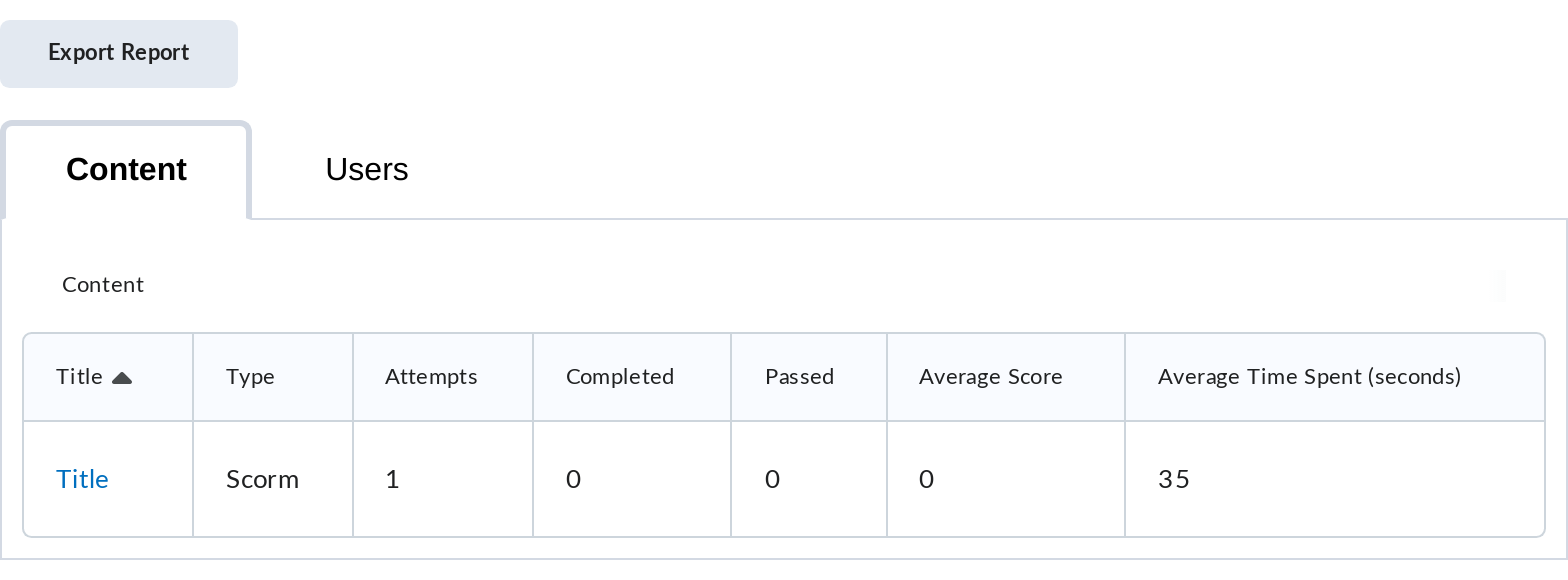 Export Report
Content Users
Content
Title Type Attempts Completed Passed Average Score Average Time Spent (seconds)
Title Scorm 1 0 0 0 35